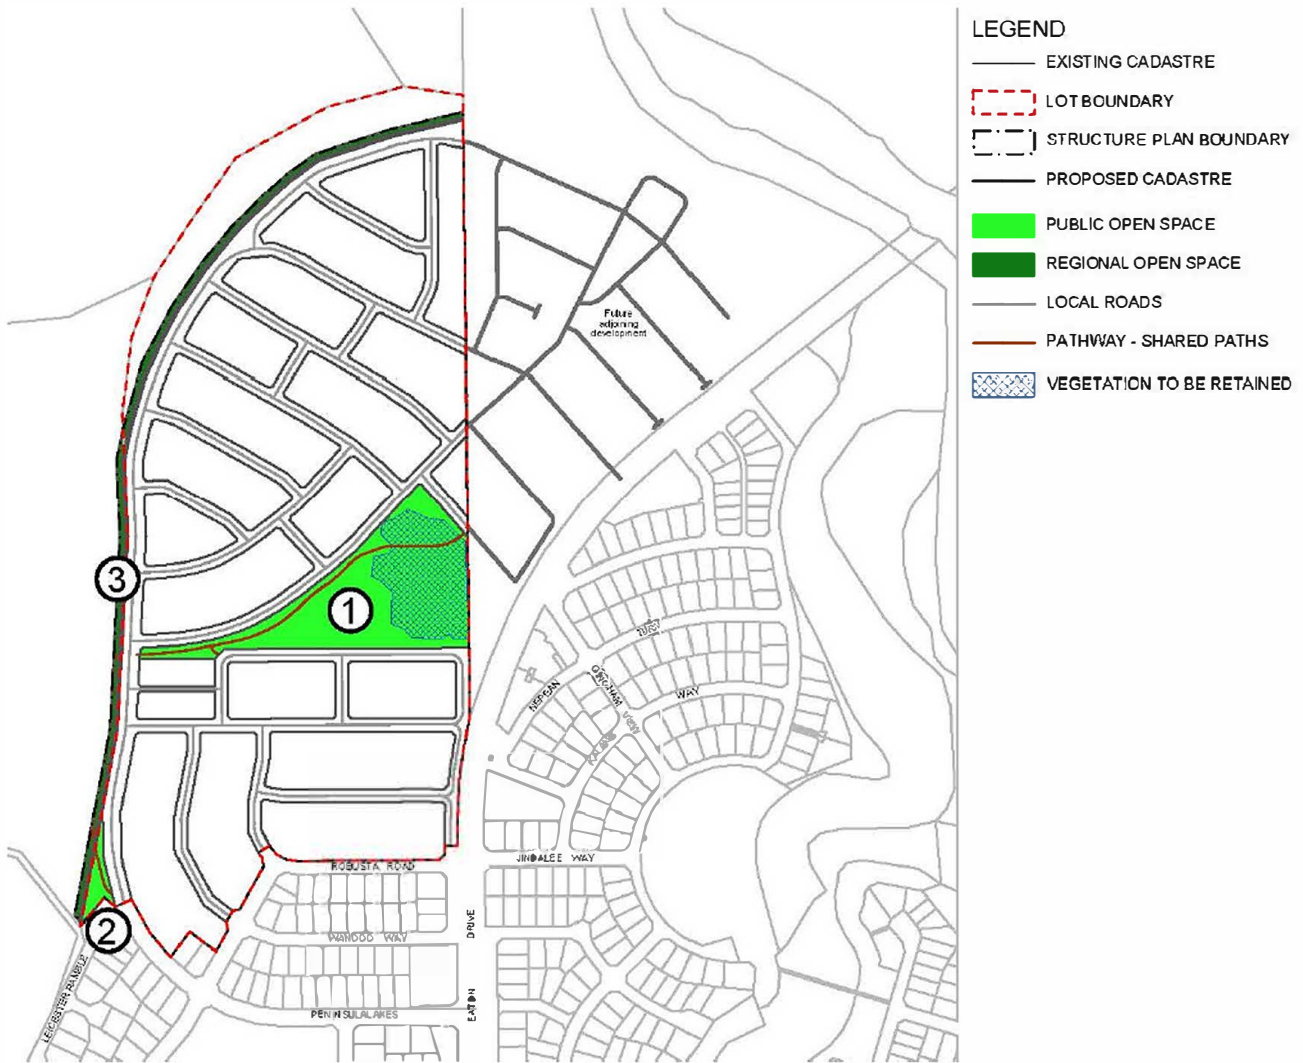 LEGEND
EXISTING CADASTRE
LOT BOUNDARY
STRUCTURE PLAN BOUNDARY
PROPOSED CADASTRE
PUBLIC OPEN SPACE
REGIONAL OPEN SPACE
LOCAL ROADS
PATHWAY - SHARED PATHS
VEGETATION TO BE RETAINED
Future
adjoining
development
3
1
2
NERGAN
GINGHAM
WAY
JINDALEE WAY
ROBUSTA ROAD
WANDOO WAY
PENINSULA LAKES
EATON DRIVE
LEICESTER RAMBLE